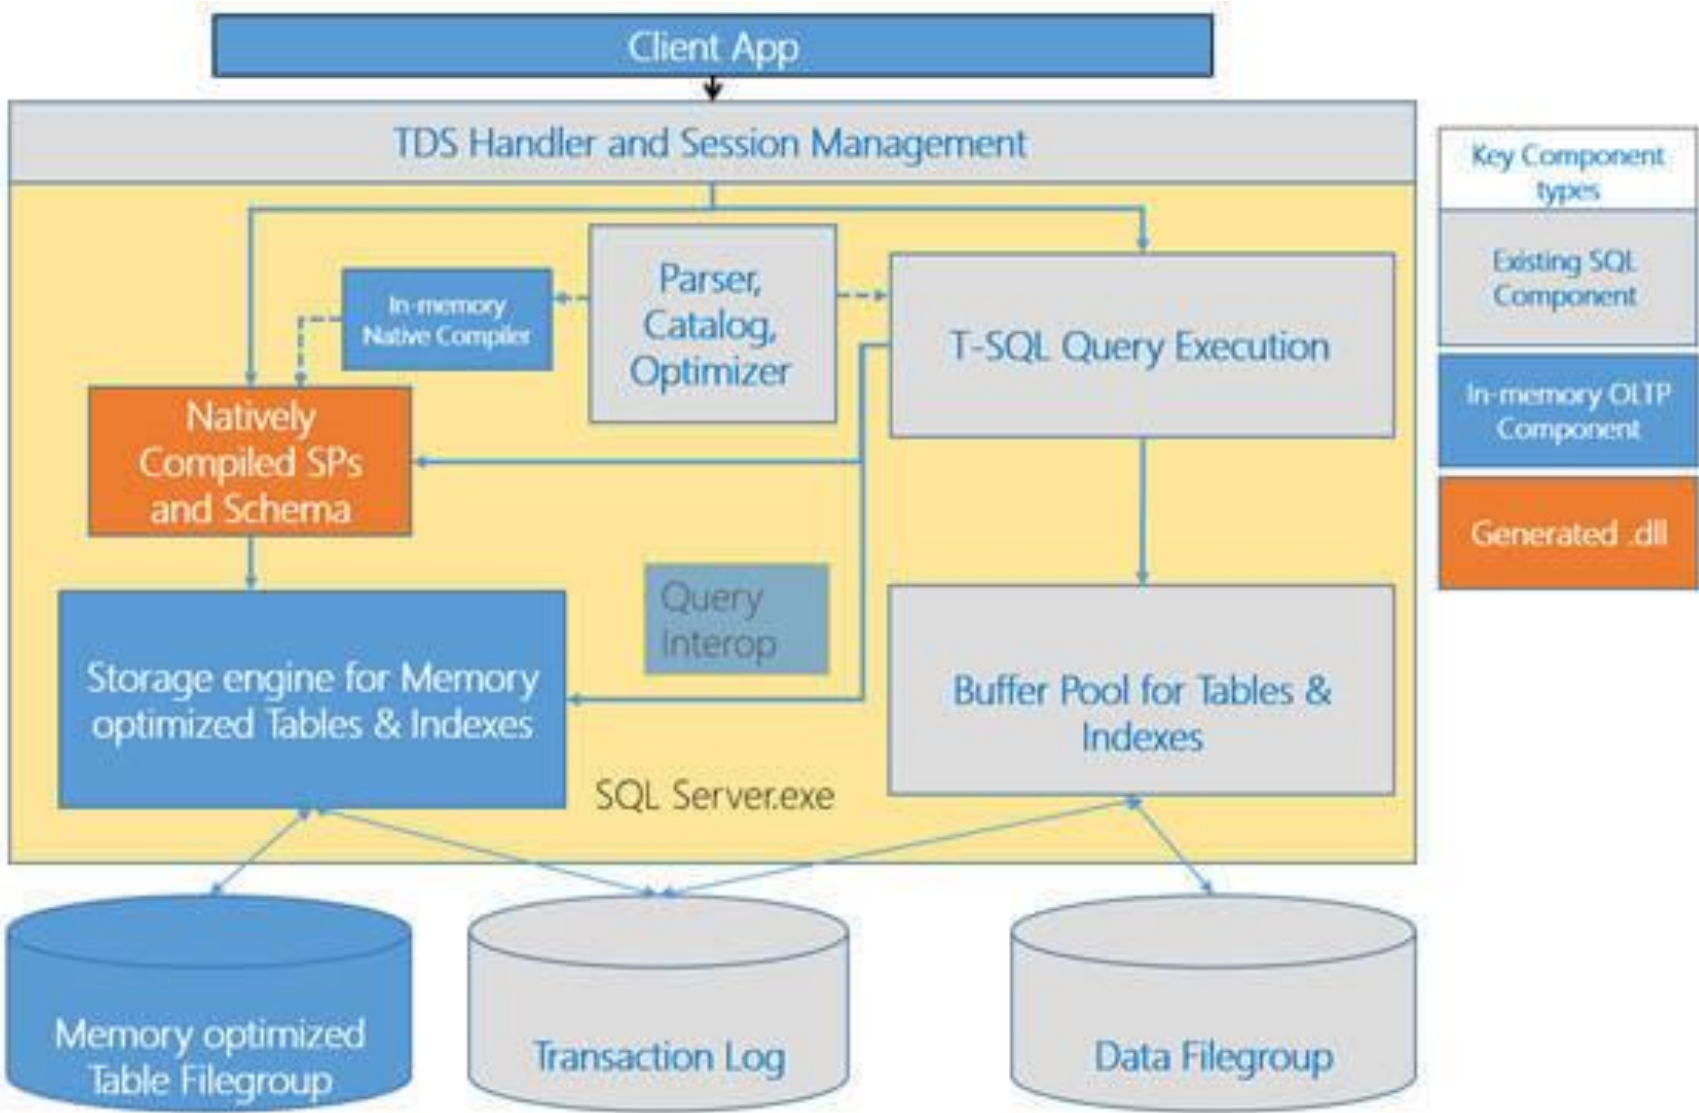 Client App
TDS Handler and Session Management
Key Component
types
Existing SQL
Component
In-memory OLTP
Component
Generated .dll
Parser,
Catalog,
Optimizer
In-memory
Native Compiler
T-SQL Query Execution
Natively
Compiled SPs
and Schema
Query
Interop
Storage engine for Memory
optimized Tables & Indexes
Buffer Pool for Tables &
Indexes
SQL Server.exe
Memory optimized
Table Filegroup
Transaction Log
Data Filegroup